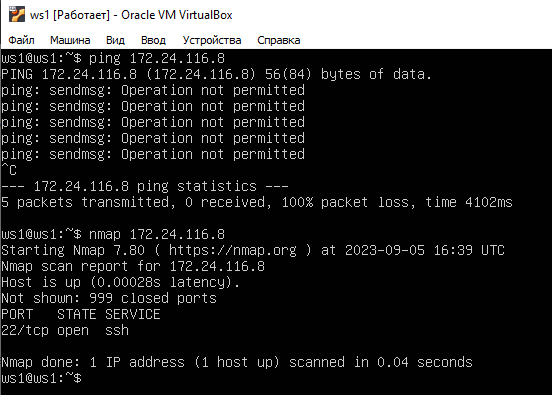 ws1 [Работает] - Oracle VM VirtualBox
Файл Машина Вид Ввод Устройства Справка
ws1@ws1:~$ ping 172.24.116.8
PING 172.24.116.8 (172.24.116.8) 56(84) bytes of data.
ping: sendmsg: Operation not permitted
ping: sendmsg: Operation not permitted
ping: sendmsg: Operation not permitted
ping: sendmsg: Operation not permitted
ping: sendmsg: Operation not permitted
^C
--- 172.24.116.8 ping statistics ---
5 packets transmitted, 0 received, 100% packet loss, time 4102ms

ws1@ws1:~$ nmap 172.24.116.8
Starting Nmap 7.80 ( https://nmap.org ) at 2023-09-05 16:39 UTC
Nmap scan report for 172.24.116.8
Host is up (0.00028s latency).
Not shown: 999 closed ports
PORT   STATE SERVICE
22/tcp open  ssh

Nmap done: 1 IP address (1 host up) scanned in 0.04 seconds
ws1@ws1:~$